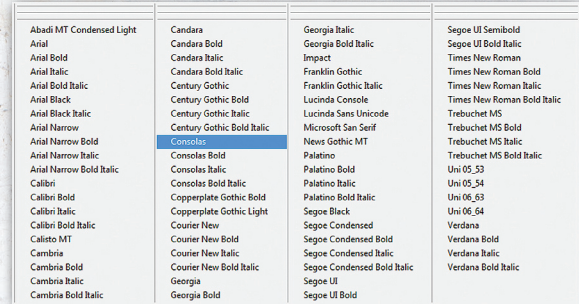 Abadi MT Condensed Light
Arial
Arial Bold
Arial Italic
Arial Bold Italic
Arial Black
Arial Black Italic
Arial Narrow
Arial Narrow Bold
Arial Narrow Italic
Arial Narrow Bold Italic
Calibri
Calibri Bold
Calibri Italic
Calibri Bold Italic
Calisto MT
Cambria
Cambria Bold
Cambria Italic
Cambria Bold Italic
Candara
Candara Bold
Candara Italic
Candara Bold Italic
Century Gothic
Century Gothic Bold
Century Gothic Italic
Century Gothic Bold Italic
Consolas
Consolas Bold
Consolas Italic
Consolas Bold Italic
Copperplate Gothic Bold
Copperplate Gothic Light
Courier New
Courier New Bold
Courier New Italic
Courier New Bold Italic
Georgia
Georgia Bold
Georgia Italic
Georgia Bold Italic
Impact
Franklin Gothic
Franklin Gothic Italic
Lucinda Console
Lucinda Sans Unicode
Microsoft San Serif
News Gothic MT
Palatino
Palatino Bold
Palatino Italic
Palatino Bold Italic
Segoe Black
Segoe Condensed
Segoe Condensed Bold
Segoe Condensed Italic
Segoe Condensed Bold Italic
Segoe UI
Segoe UI Bold
Segoe UI Semibold
Segoe UI Bold Italic
Times New Roman
Times New Roman Bold
Times New Roman Italic
Times New Roman Bold Italic
Trebuchet MS
Trebuchet MS Bold
Trebuchet MS Italic
Trebuchet MS Bold Italic
Uni 05_53
Uni 05_54
Uni 06_63
Uni 06_64
Verdana
Verdana Bold
Verdana Italic
Verdana Bold Italic